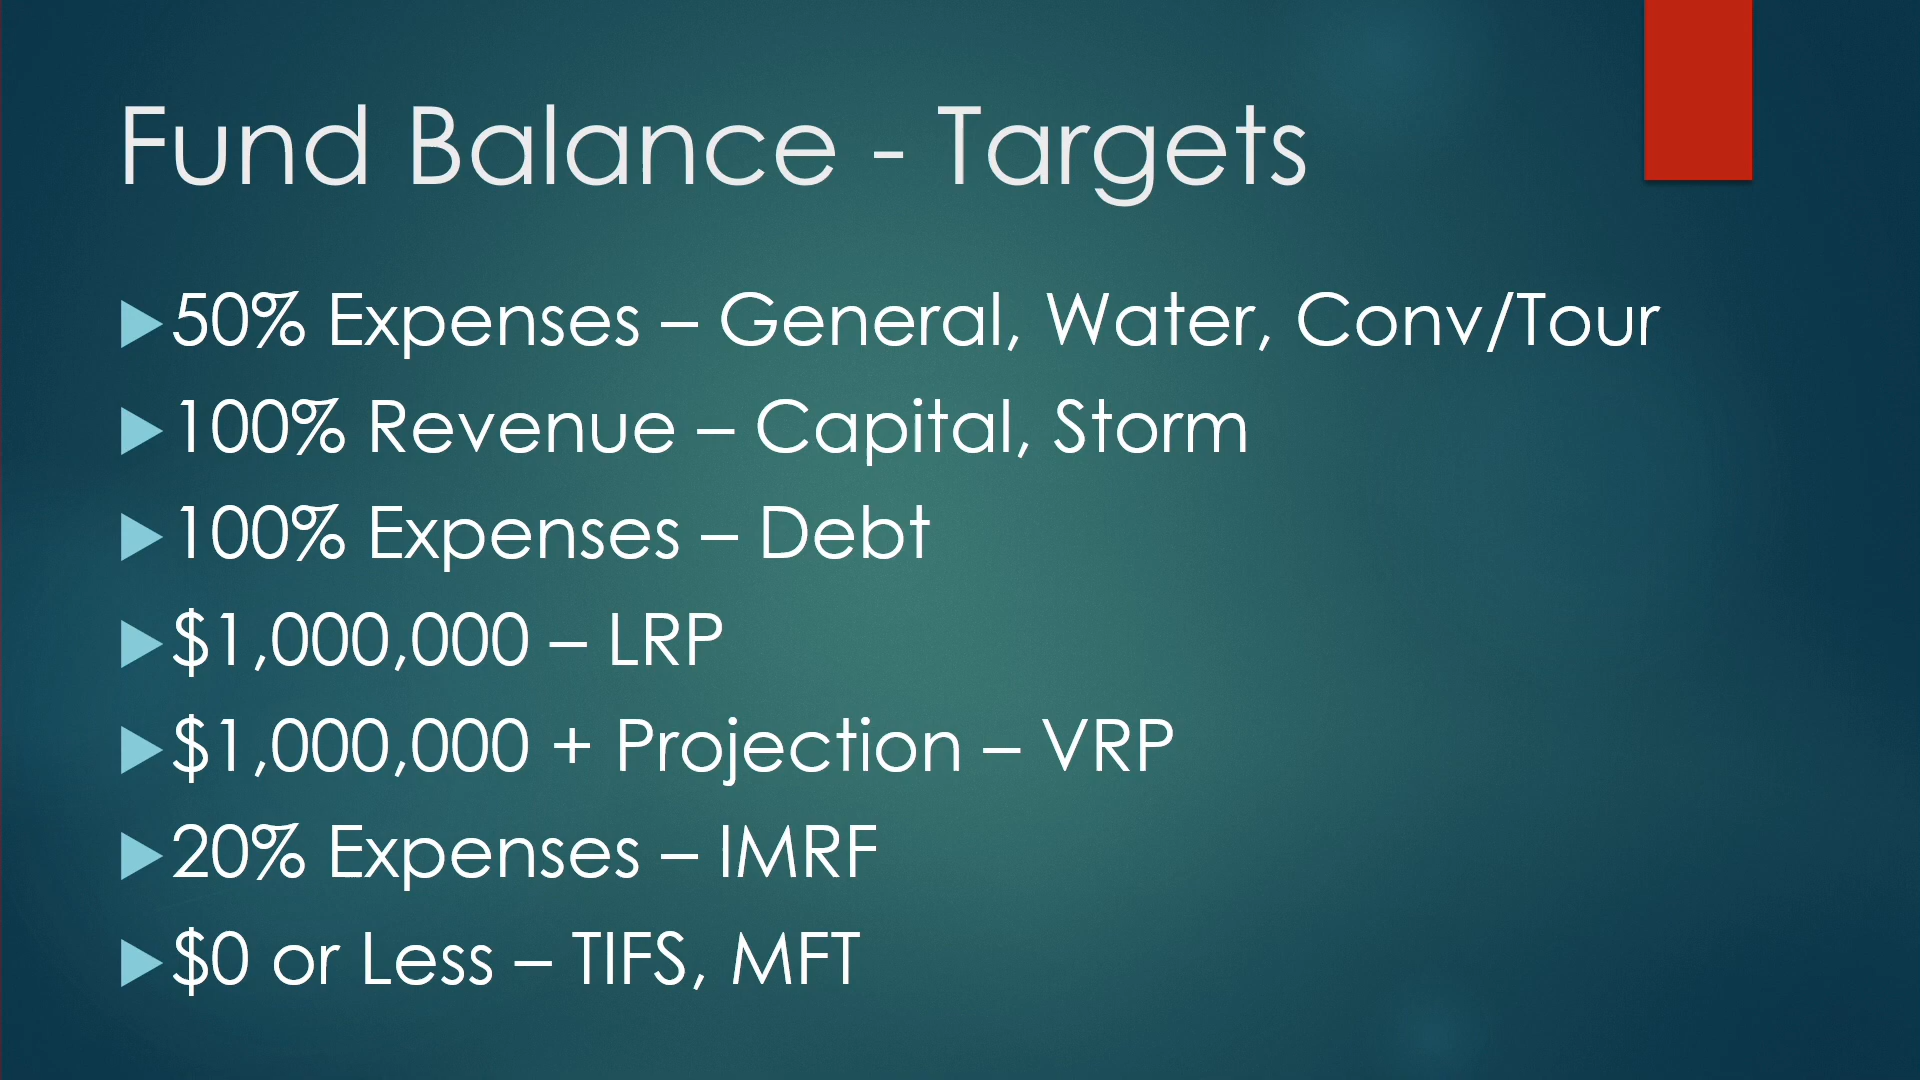 Fund Balance - Targets
50% Expenses – General, Water, Conv/Tour
100% Revenue – Capital, Storm
100% Expenses – Debt
$1,000,000 – LRP
$1,000,000 + Projection – VRP
20% Expenses – IMRF
$0 or Less – TIFS, MFT